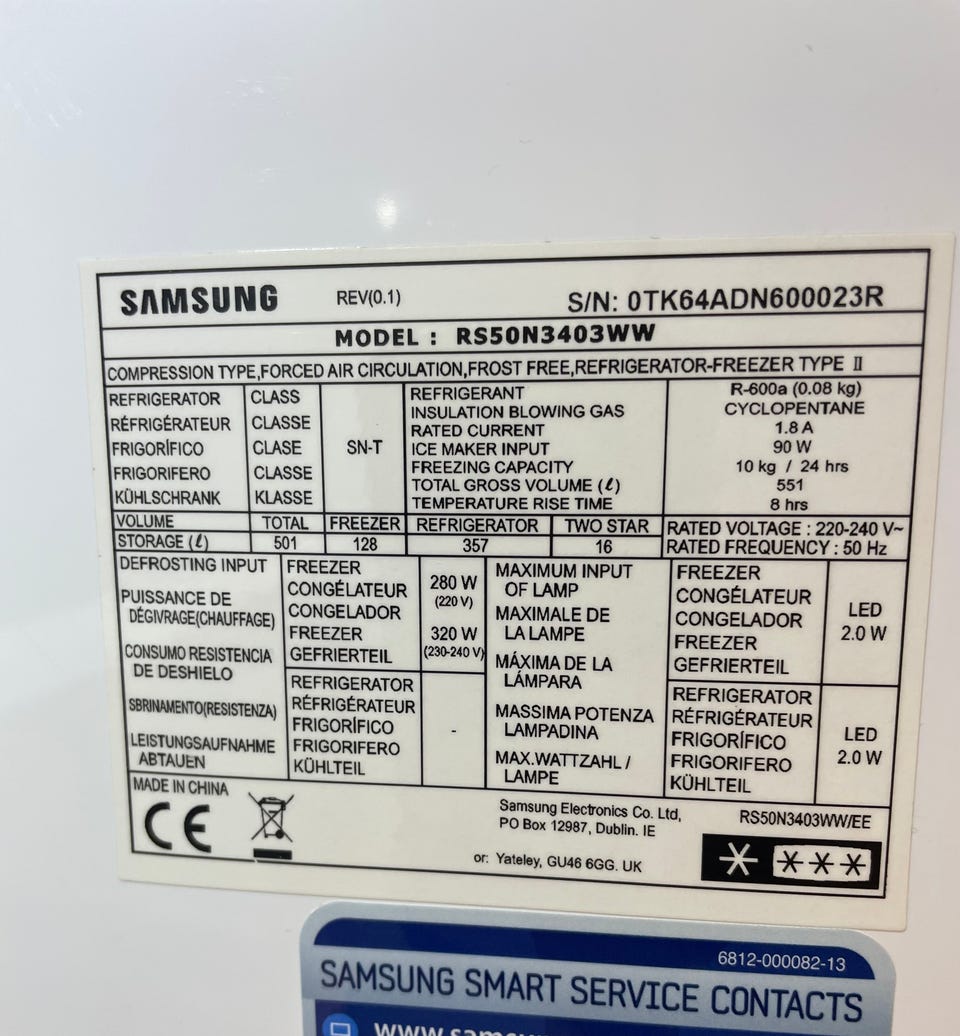 SAMSUNG REV(0.1) S/N: 0TK64ADN600023R
MODEL : RS50N3403WW
COMPRESSION TYPE,FORCED AIR CIRCULATION,FROST FREE,REFRIGERATOR-FREEZER TYPE II
REFRIGERATOR CLASS
RÉFRIGÉRATEUR CLASSE
FRIGORÍFICO CLASE
FRIGORIFERO CLASSE
KÜHLSCHRANK KLASSE
SN-T
REFRIGERANT R-600a (0.08 kg)
INSULATION BLOWING GAS CYCLOPENTANE
RATED CURRENT 1.8 A
ICE MAKER INPUT 90 W
FREEZING CAPACITY 10 kg / 24 hrs
TOTAL GROSS VOLUME (ℓ) 551
TEMPERATURE RISE TIME 8 hrs
VOLUME TOTAL FREEZER REFRIGERATOR TWO STAR
STORAGE (ℓ) 501 128 357 16
RATED VOLTAGE : 220-240 V~
RATED FREQUENCY : 50 Hz
DEFROSTING INPUT
PUISSANCE DE
DÉGIVRAGE(CHAUFFAGE)
CONSUMO RESISTENCIA
DE DESHIELO
SBRINAMENTO(RESISTENZA)
LEISTUNGSAUFNAHME
ABTAUEN
FREEZER
CONGÉLATEUR
CONGELADOR
FREEZER
GEFRIERTEIL
280 W
(220 V)
320 W
(230-240 V)
REFRIGERATOR
RÉFRIGÉRATEUR
FRIGORÍFICO
FRIGORIFERO
KÜHLTEIL
-
MAXIMUM INPUT
OF LAMP
MAXIMALE DE
LA LAMPE
MÁXIMA DE LA
LÁMPARA
MASSIMA POTENZA
LAMPADINA
MAX.WATTZAHL /
LAMPE
FREEZER
CONGÉLATEUR
CONGELADOR
FREEZER
GEFRIERTEIL
LED
2.0 W
REFRIGERATOR
RÉFRIGÉRATEUR
FRIGORÍFICO
FRIGORIFERO
KÜHLTEIL
LED
2.0 W
MADE IN CHINA
CE
Samsung Electronics Co. Ltd,
PO Box 12987, Dublin. IE
or: Yateley, GU46 6GG. UK
RS50N3403WW/EE
6812-000082-13
SAMSUNG SMART SERVICE CONTACTS